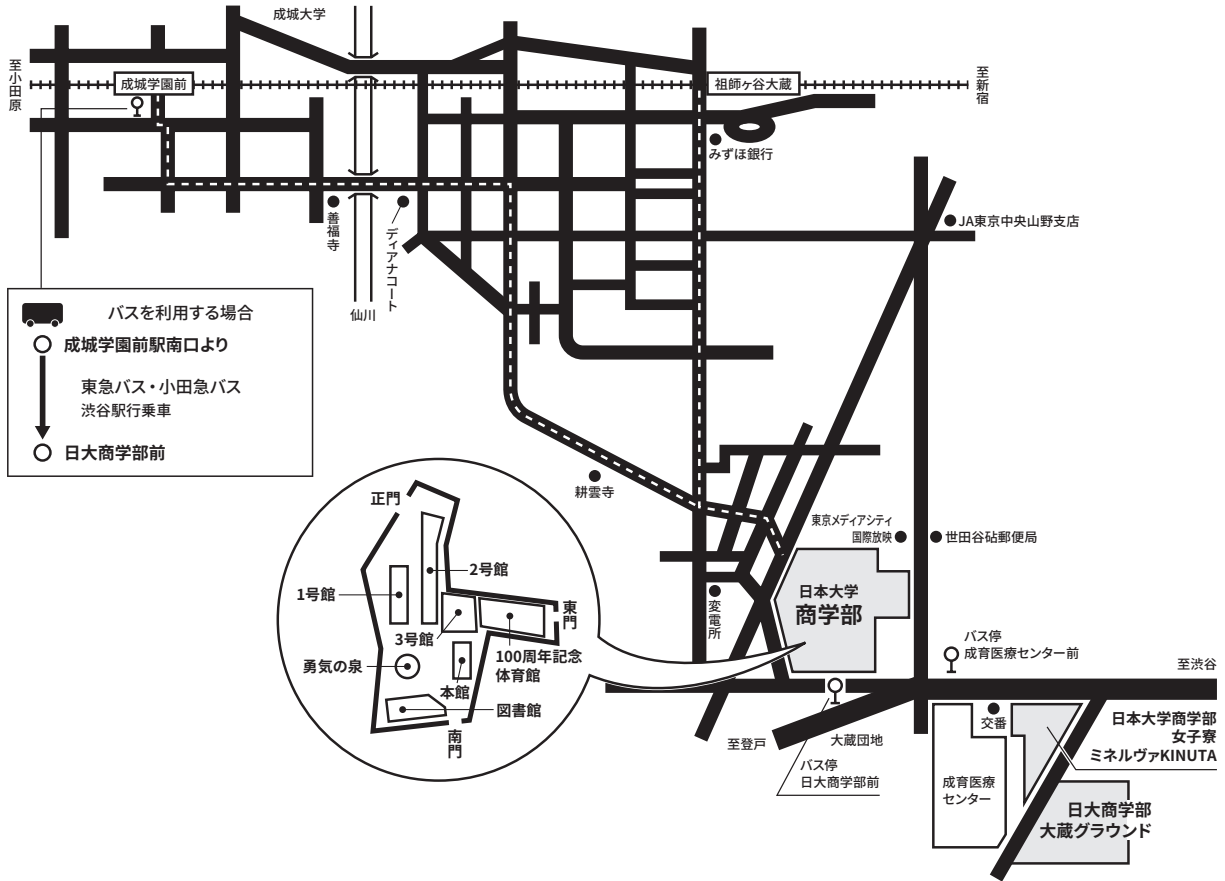 成城大学
至小田原
成城学園前
祖師ヶ谷大蔵
至新宿
みずほ銀行
善福寺
ディアナコート
JA東京中央山野支店
仙川
バスを利用する場合
成城学園前駅南口より
東急バス・小田急バス
渋谷駅行乗車
日大商学部前
耕雲寺
正門
2号館
1号館
3号館
東門
100周年記念
体育館
勇気の泉
本館
図書館
南門
東京メディアシティ
国際放映
世田谷砧郵便局
日本大学
商学部
変電所
バス停
成育医療センター前
至渋谷
交番
日本大学商学部
女子寮
ミネルヴァKINUTA
至登戸
大蔵団地
バス停
日大商学部前
成育医療
センター
日大商学部
大蔵グラウンド